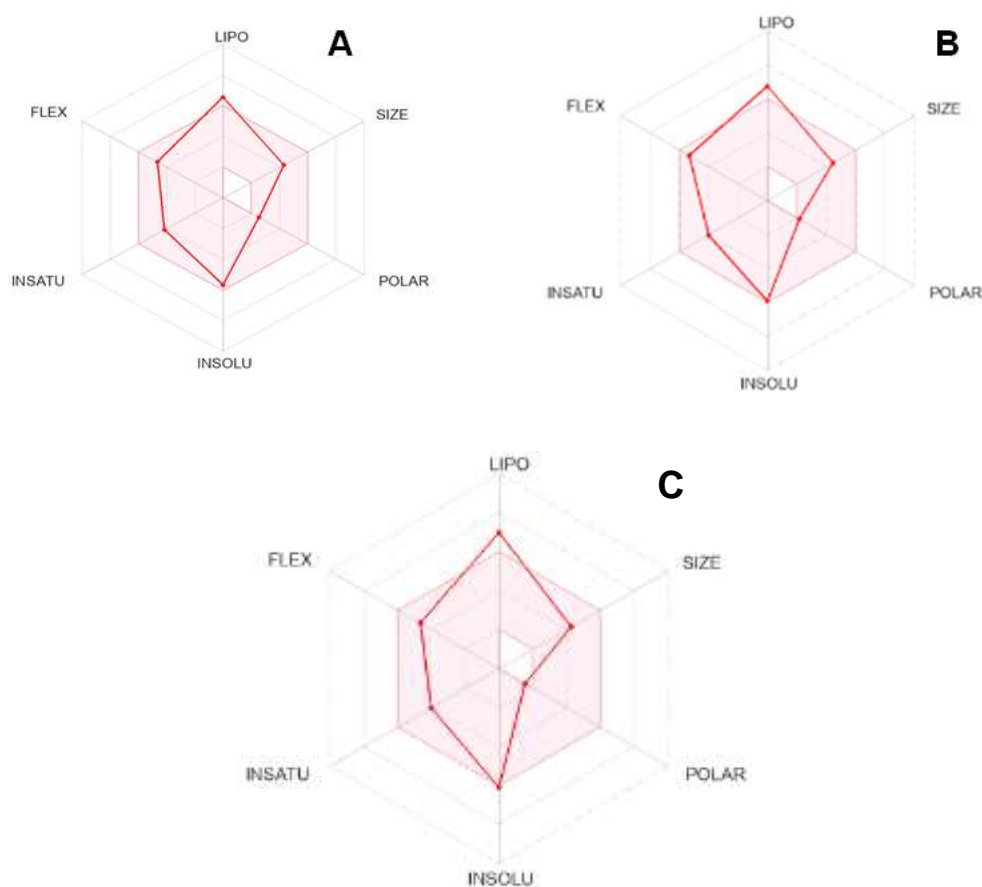 LIPO
A
FLEX
SIZE
INSATU
POLAR
INSOLU
LIPO
B
FLEX
SIZE
INSATU
POLAR
INSOLU
LIPO
C
FLEX
SIZE
INSATU
POLAR
INSOLU